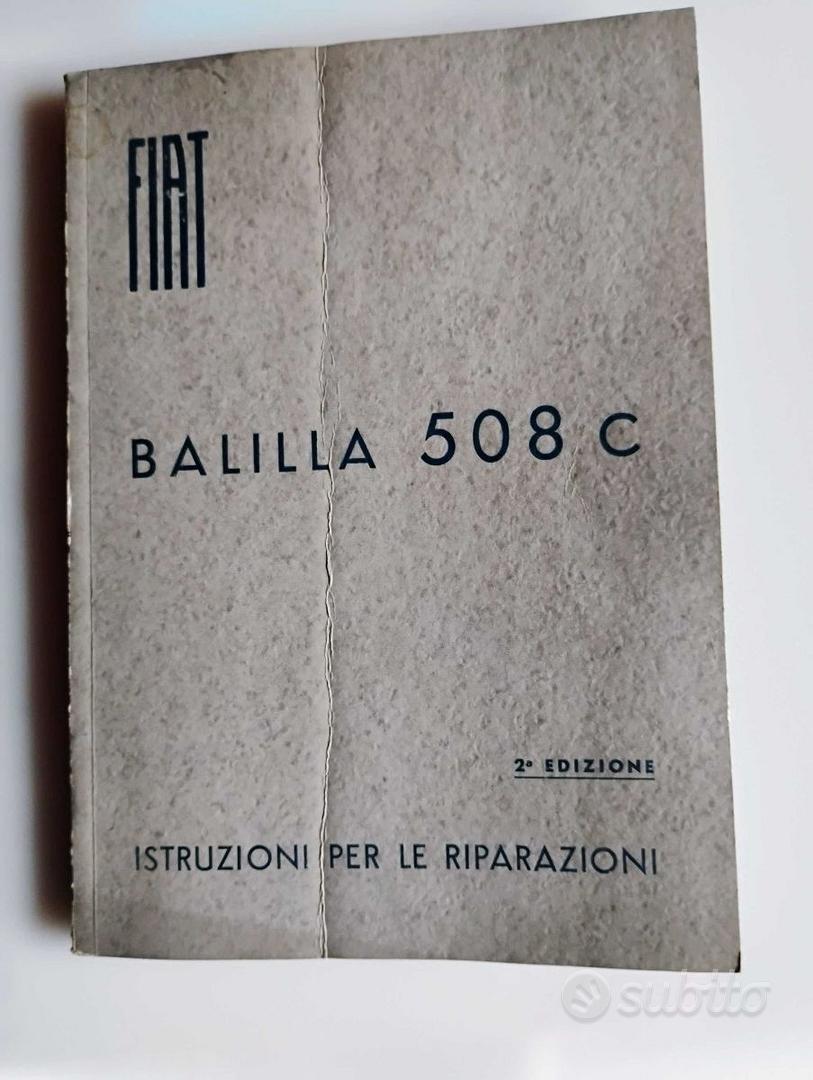 FIAT
BALILLA 508 C
2ª EDIZIONE
ISTRUZIONI PER LE RIPARAZIONI
subito